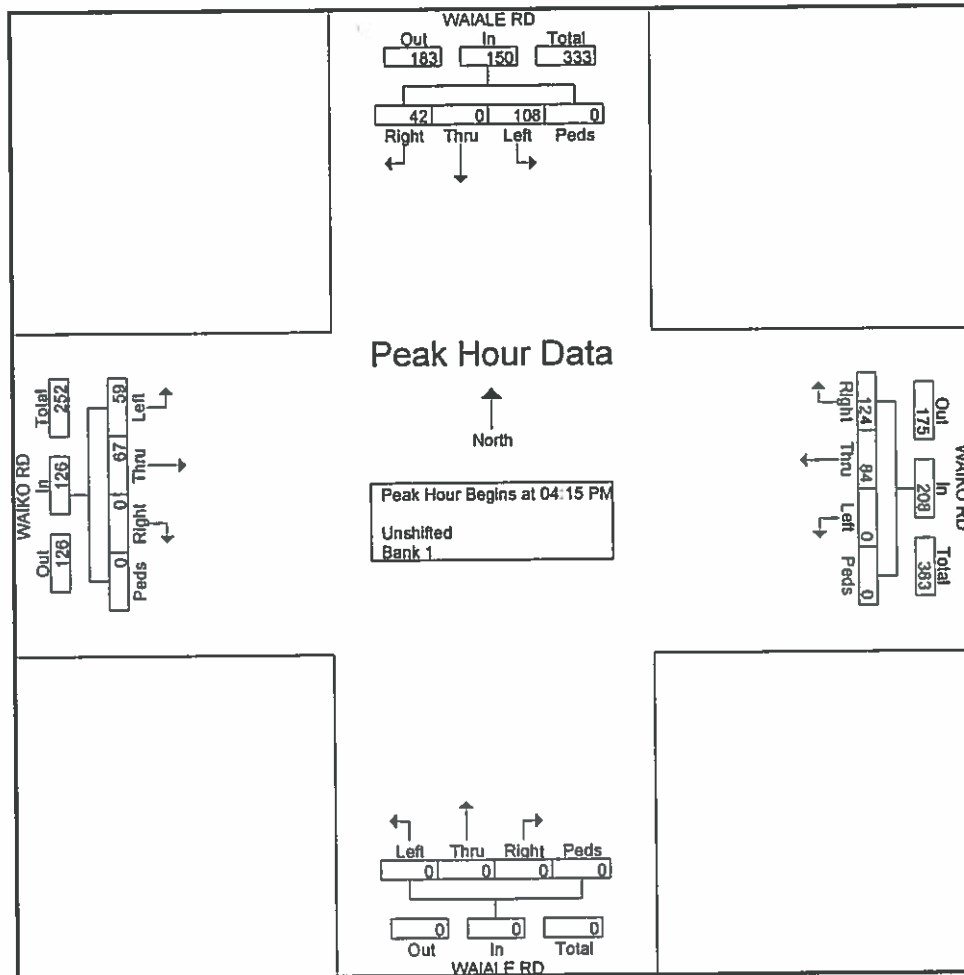 WAIALE RD
Out In Total
183 150 333
42 0 108 0
Right Thru Left Peds
Peak Hour Data
North
Peak Hour Begins at 04:15 PM
Unshifted
Bank 1
WAIKO RD
Total In Out
252 126 126
59 67 0 0
Left Thru Right Peds
Right Thru Left Peds
124 84 0 0
Out In Total
175 208 383
WAIKO RD
Left Thru Right Peds
0 0 0 0
0 0 0
Out In Total
WAIALE RD